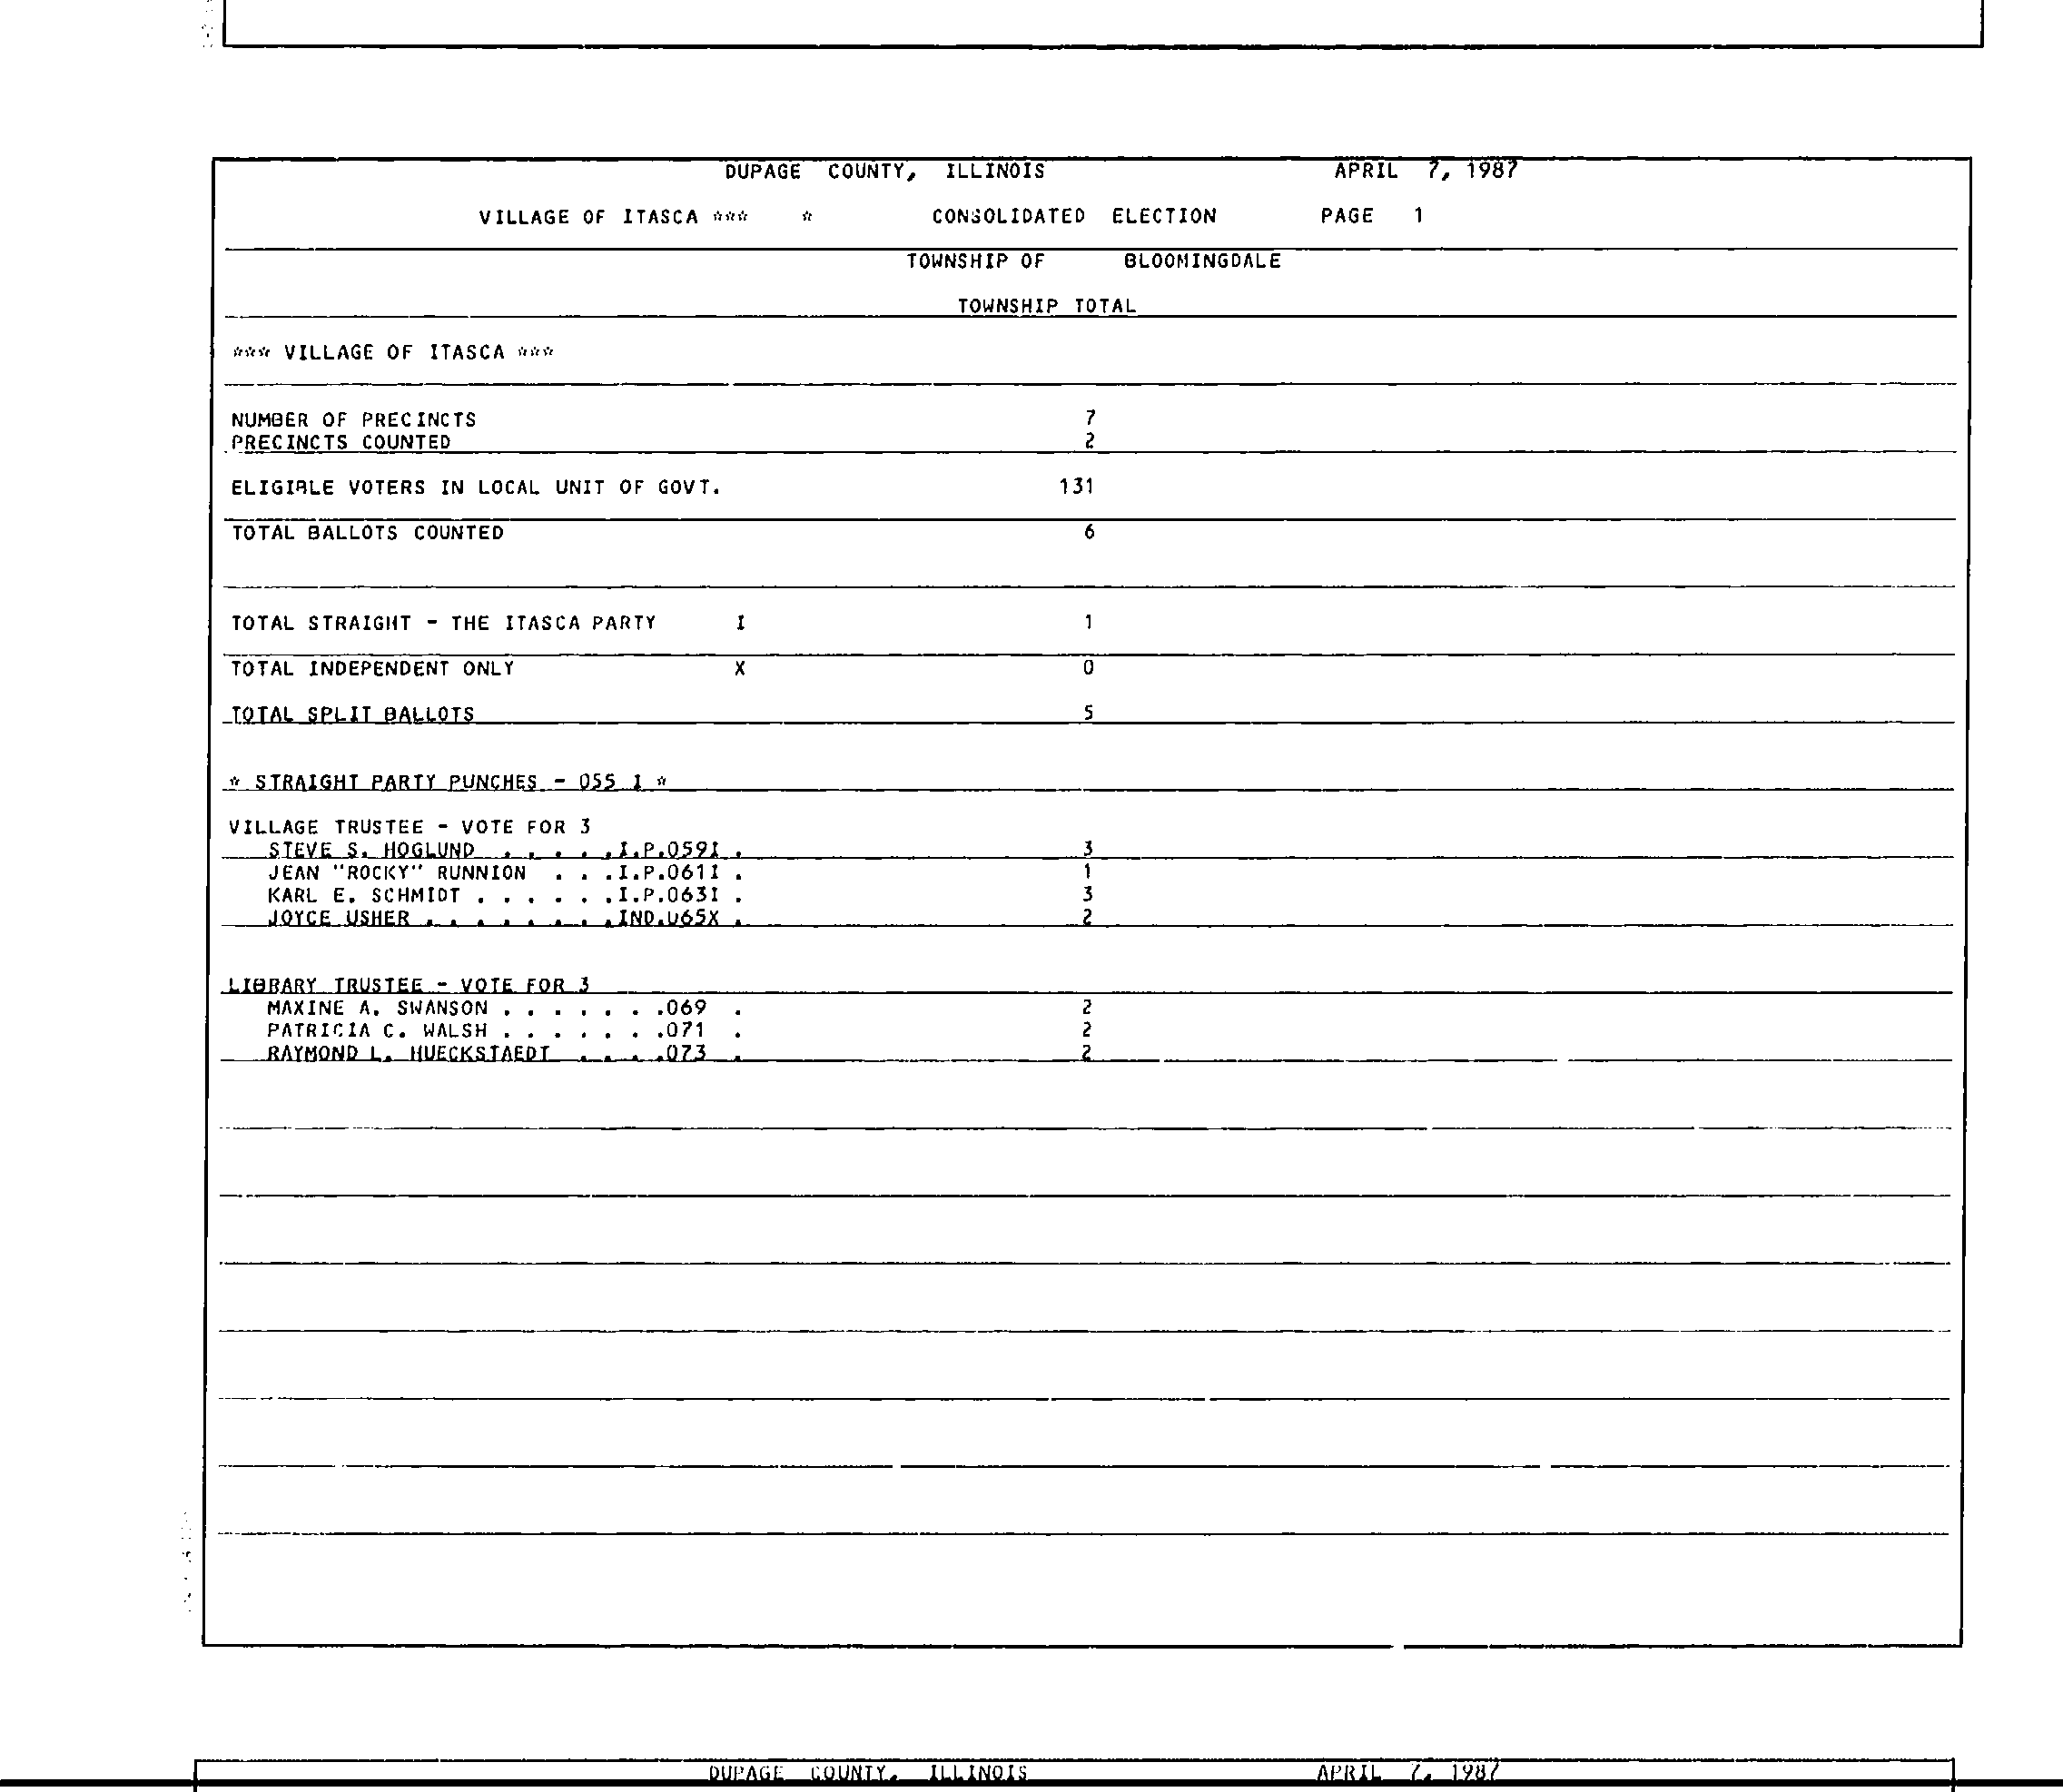 DUPAGE COUNTY, ILLINOIS APRIL 7, 1987
VILLAGE OF ITASCA *** * CONSOLIDATED ELECTION PAGE 1
TOWNSHIP OF BLOOMINGDALE
TOWNSHIP TOTAL
*** VILLAGE OF ITASCA ***
NUMBER OF PRECINCTS 7
PRECINCTS COUNTED 2
ELIGIBLE VOTERS IN LOCAL UNIT OF GOVT. 131
TOTAL BALLOTS COUNTED 6
TOTAL STRAIGHT - THE ITASCA PARTY I 1
TOTAL INDEPENDENT ONLY X 0
TOTAL SPLIT BALLOTS 5
* STRAIGHT PARTY PUNCHES - 055 I *
VILLAGE TRUSTEE - VOTE FOR 3
STEVE S. HOGLUND . . . . . .I.P.059I . 3
JEAN "ROCKY" RUNNION . . .I.P.061I . 1
KARL E. SCHMIDT . . . . . .I.P.063I . 3
JOYCE USHER . . . . . . . .IND.065X . 2
LIBRARY TRUSTEE - VOTE FOR 3
MAXINE A. SWANSON . . . . . . .069 . 2
PATRICIA C. WALSH . . . . . . .071 . 2
RAYMOND L. HUECKSTAEDT . . . .073 . 2
DUPAGE COUNTY, ILLINOIS APRIL 7, 1987